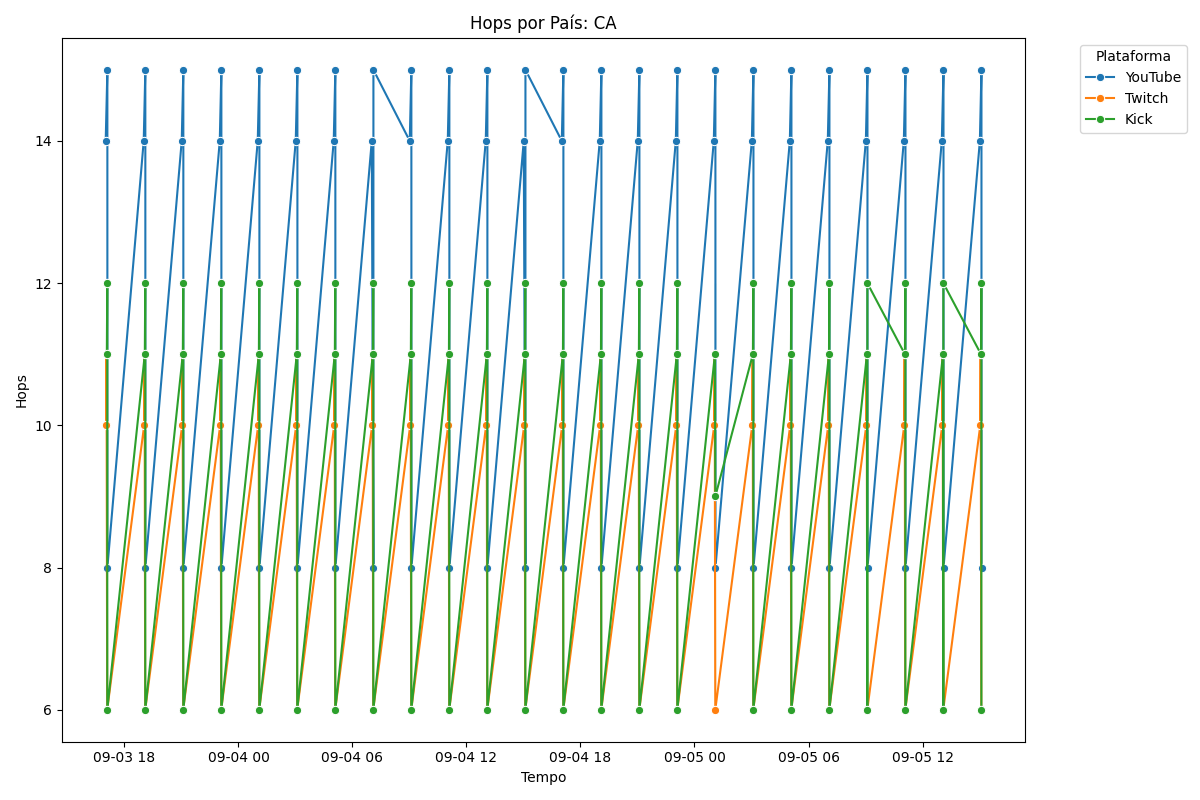 Hops por País: CA
Plataforma
YouTube
Twitch
Kick
Hops
14
12
10
8
6
09-03 18
09-04 00
09-04 06
09-04 12
09-04 18
09-05 00
09-05 06
09-05 12
Tempo